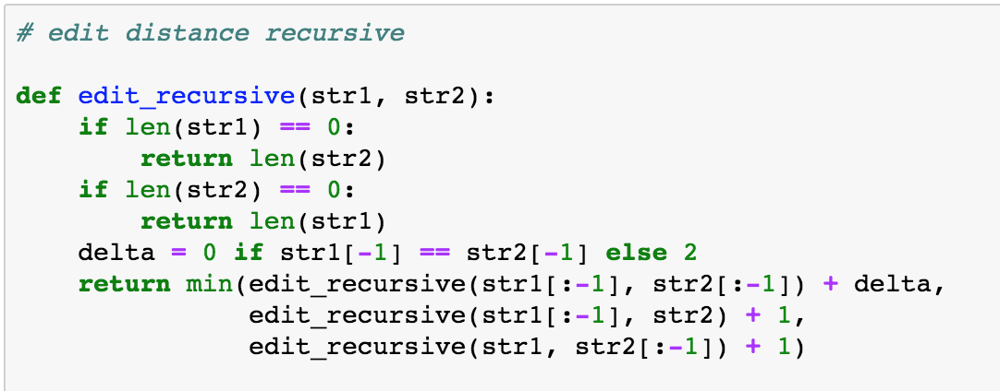 # edit distance recursive
def edit_recursive(str1, str2):
    if len(str1) == 0:
        return len(str2)
    if len(str2) == 0:
        return len(str1)
    delta = 0 if str1[-1] == str2[-1] else 2
    return min(edit_recursive(str1[:-1], str2[:-1]) + delta,
               edit_recursive(str1[:-1], str2) + 1,
               edit_recursive(str1, str2[:-1]) + 1)